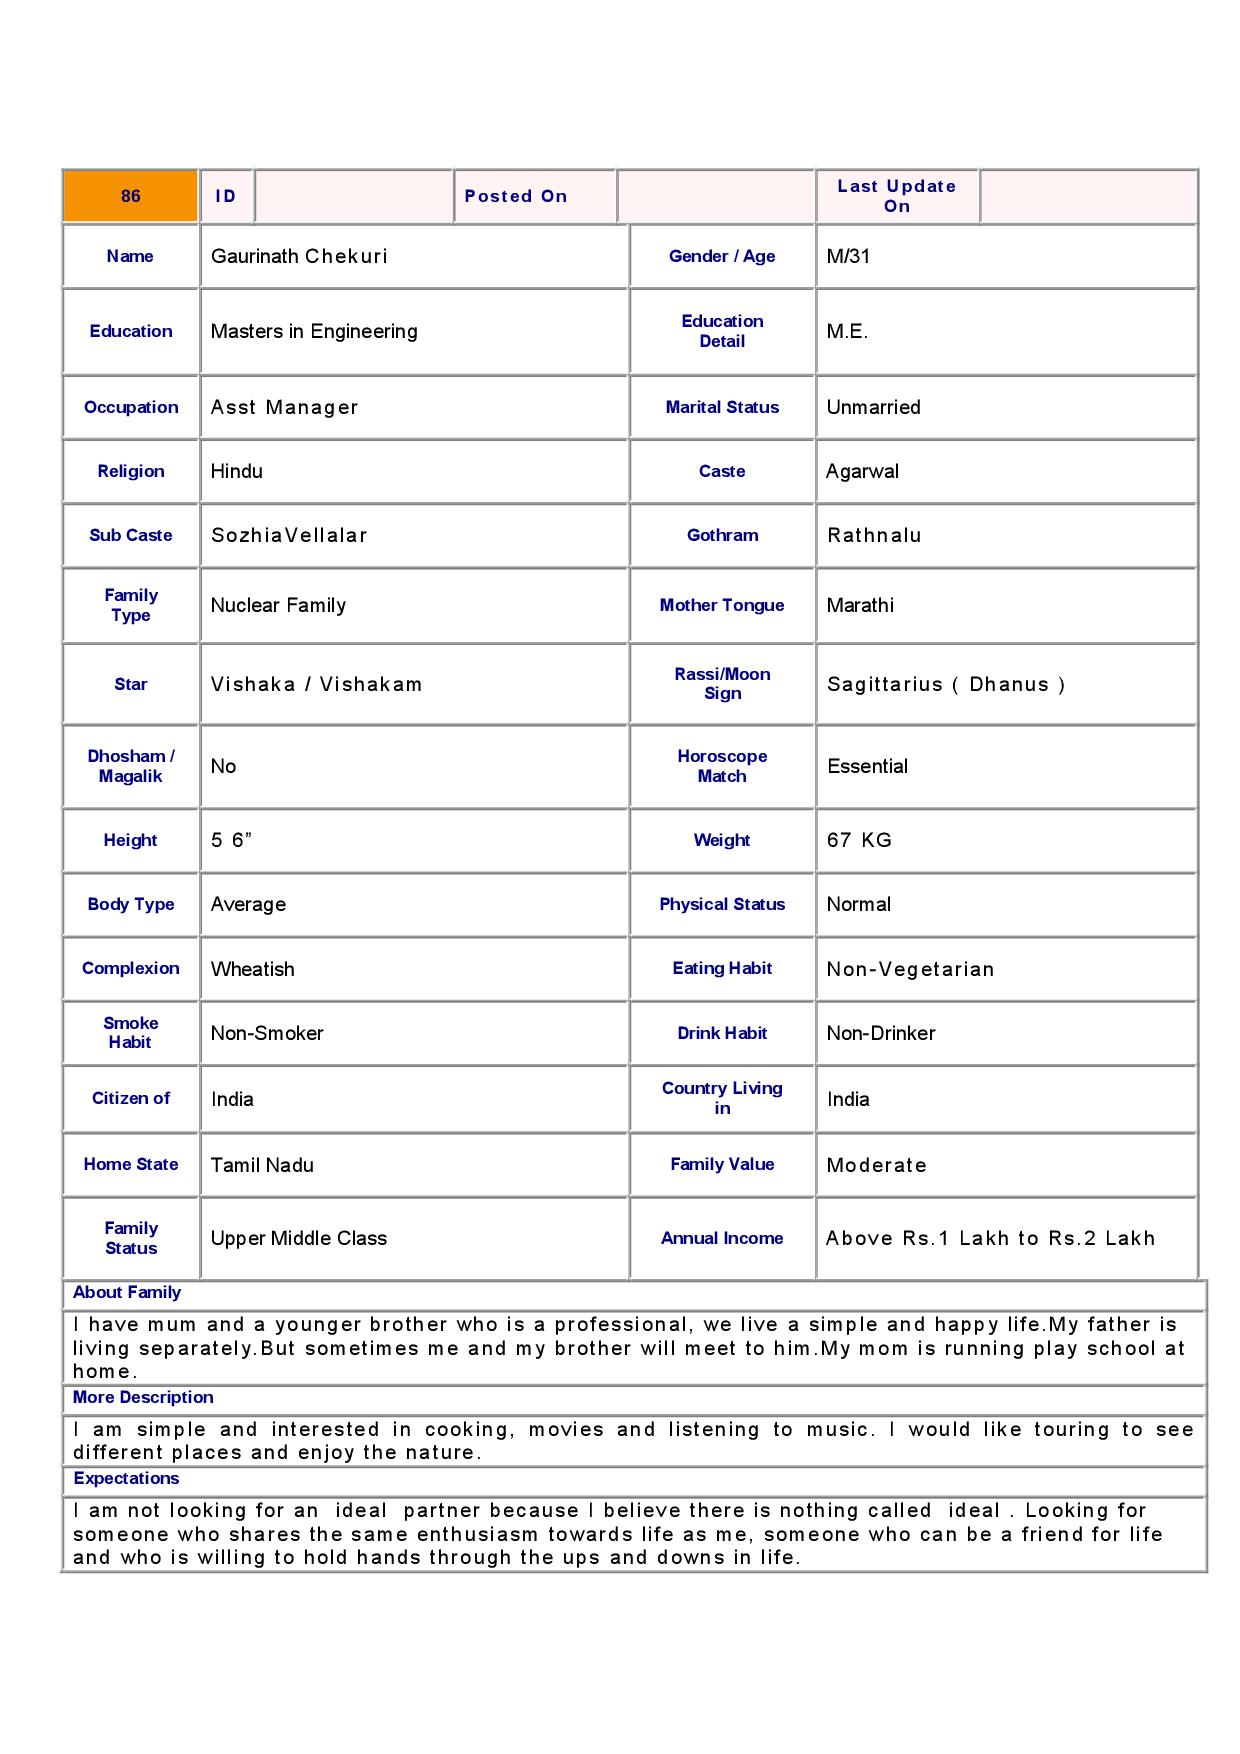 86 ID Posted On Last Update
On
Name Gaurinath Chekuri Gender / Age M/31
Education Masters in Engineering Education
Detail M.E.
Occupation Asst Manager Marital Status Unmarried
Religion Hindu Caste Agarwal
Sub Caste SozhiaVellalar Gothram Rathnalu
Family
Type Nuclear Family Mother Tongue Marathi
Star Vishaka / Vishakam Rassi/Moon
Sign Sagittarius ( Dhanus )
Dhosham /
Magalik No Horoscope
Match Essential
Height 5 6” Weight 67 KG
Body Type Average Physical Status Normal
Complexion Wheatish Eating Habit Non-Vegetarian
Smoke
Habit Non-Smoker Drink Habit Non-Drinker
Citizen of India Country Living
in India
Home State Tamil Nadu Family Value Moderate
Family
Status Upper Middle Class Annual Income Above Rs.1 Lakh to Rs.2 Lakh
About Family
I have mum and a younger brother who is a professional, we live a simple and happy life.My father is
living separately.But sometimes me and my brother will meet to him.My mom is running play school at
home.
More Description
I am simple and interested in cooking, movies and listening to music. I would like touring to see
different places and enjoy the nature.
Expectations
I am not looking for an ideal partner because I believe there is nothing called ideal . Looking for
someone who shares the same enthusiasm towards life as me, someone who can be a friend for life
and who is willing to hold hands through the ups and downs in life.